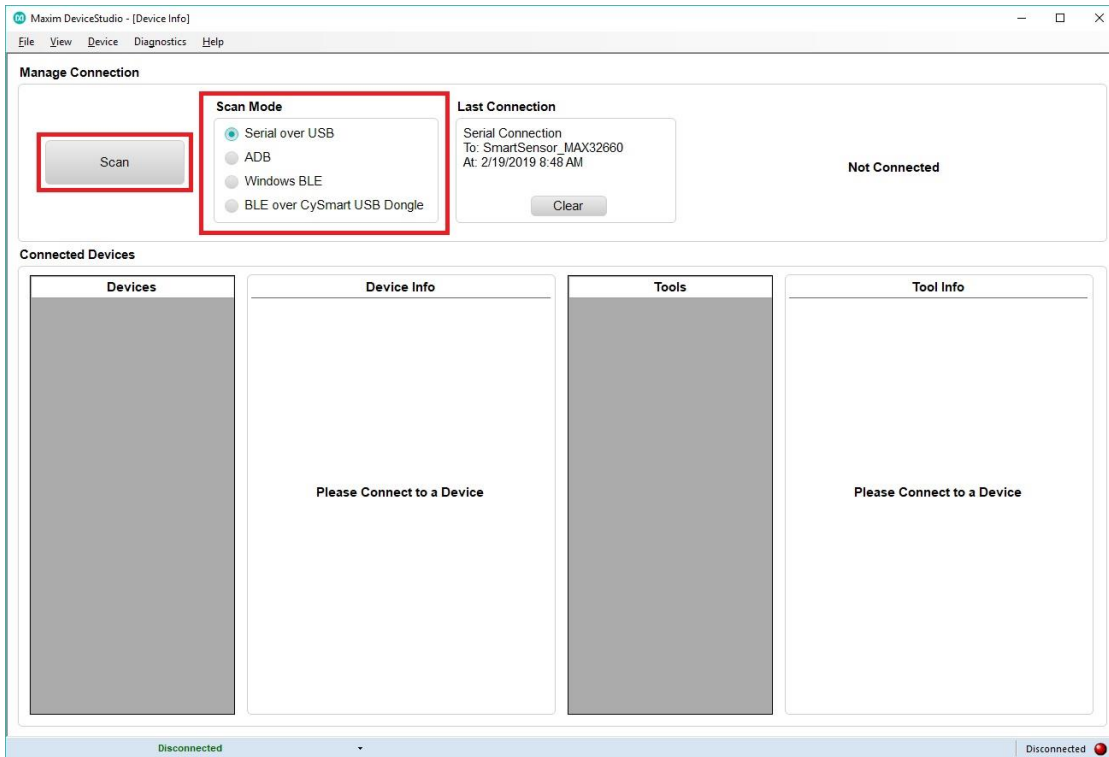 Maxim DeviceStudio - [Device Info]
File View Device Diagnostics Help
Manage Connection
Scan
Scan Mode
Serial over USB
ADB
Windows BLE
BLE over CySmart USB Dongle
Last Connection
Serial Connection
To: SmartSensor_MAX32660
At: 2/19/2019 8:48 AM
Clear
Not Connected
Connected Devices
Devices
Device Info
Please Connect to a Device
Tools
Tool Info
Please Connect to a Device
Disconnected
Disconnected